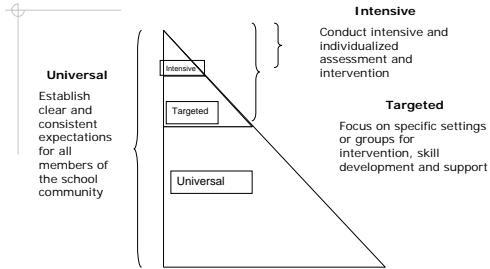 Intensive
Conduct intensive and
individualized
assessment and
intervention
Universal
Establish
clear and
consistent
expectations
for all
members of
the school
community
Intensive
Targeted
Universal
Targeted
Focus on specific settings
or groups for
intervention, skill
development and support